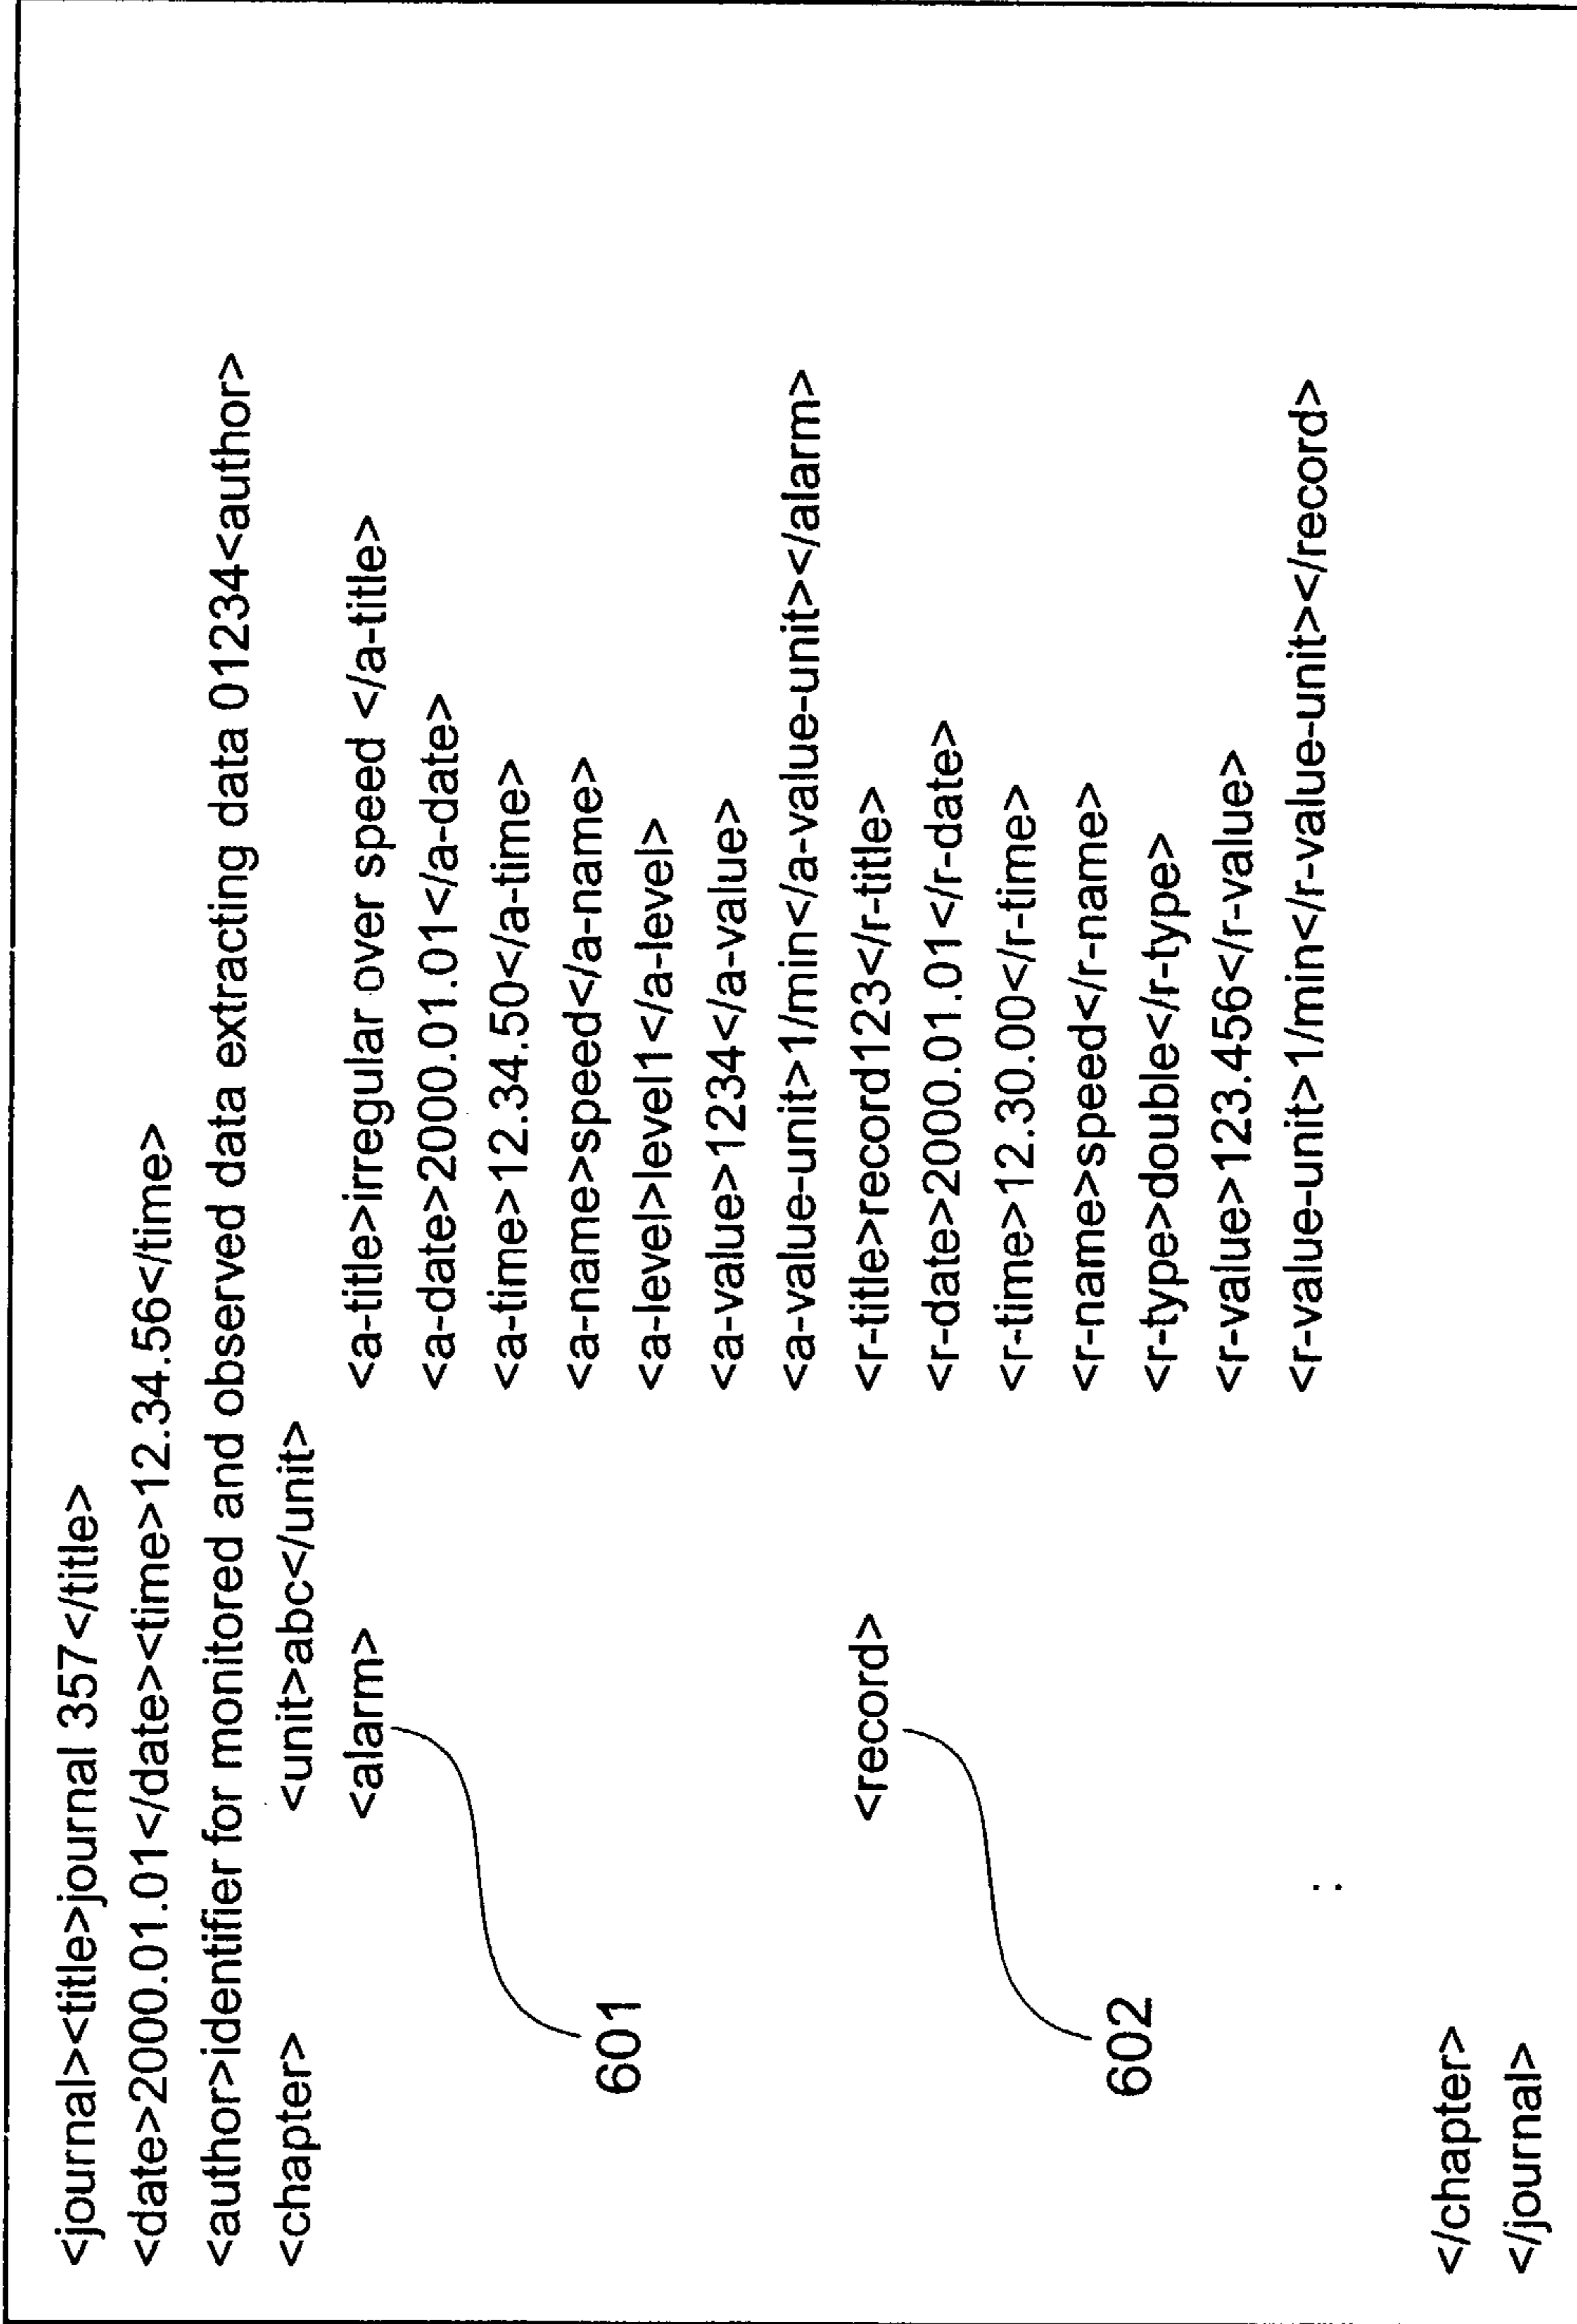 <journal><title>journal 357</title>
<date>2000.01.01</date><time>12.34.56</time>
<author>identifier for monitored and observed data extracting data 01234<author>
<chapter> <unit>abc</unit>
<alarm> <a-title>irregular over speed </a-title>
<a-date>2000.01.01</a-date>
<a-time>12.34.50</a-time>
601 <a-name>speed</a-name>
<a-level>level1</a-level>
<a-value>1234</a-value>
<a-value-unit>1/min</a-value-unit></alarm>
<record> <r-title>record123</r-title>
<r-date>2000.01.01</r-date>
<r-time>12.30.00</r-time>
602 <r-name>speed</r-name>
<r-type>double</r-type>
<r-value>123.456</r-value>
: <r-value-unit>1/min</r-value-unit></record>
</chapter>
</journal>